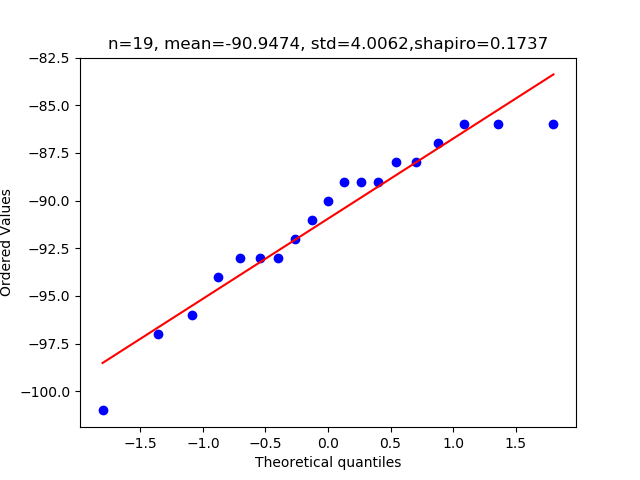 n=19, mean=-90.9474, std=4.0062,shapiro=0.1737
Ordered Values
−82.5
−85.0
−87.5
−90.0
−92.5
−95.0
−97.5
−100.0
−1.5 −1.0 −0.5 0.0 0.5 1.0 1.5
Theoretical quantiles